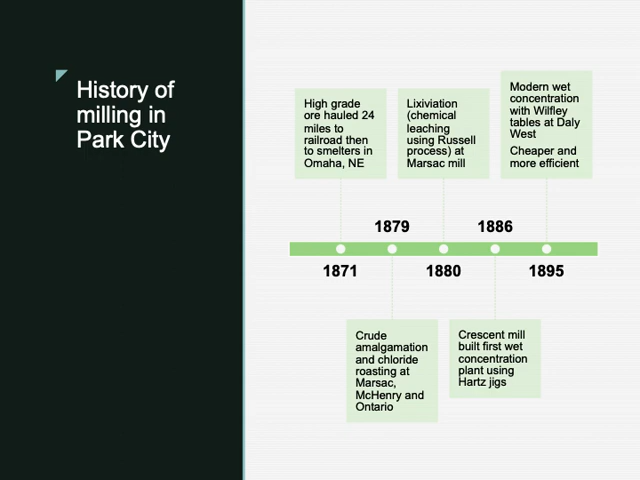 History of
milling in
Park City
High grade
ore hauled 24
miles to
railroad then
to smelters in
Omaha, NE
Lixiviation
(chemical
leaching
using Russell
process) at
Marsac mill
Modern wet
concentration
with Wilfley
tables at Daly
West
Cheaper and
more efficient
1879
1886
1871
1880
1895
Crude
amalgamation
and chloride
roasting at
Marsac,
McHenry and
Ontario
Crescent mill
built first wet
concentration
plant using
Hartz jigs